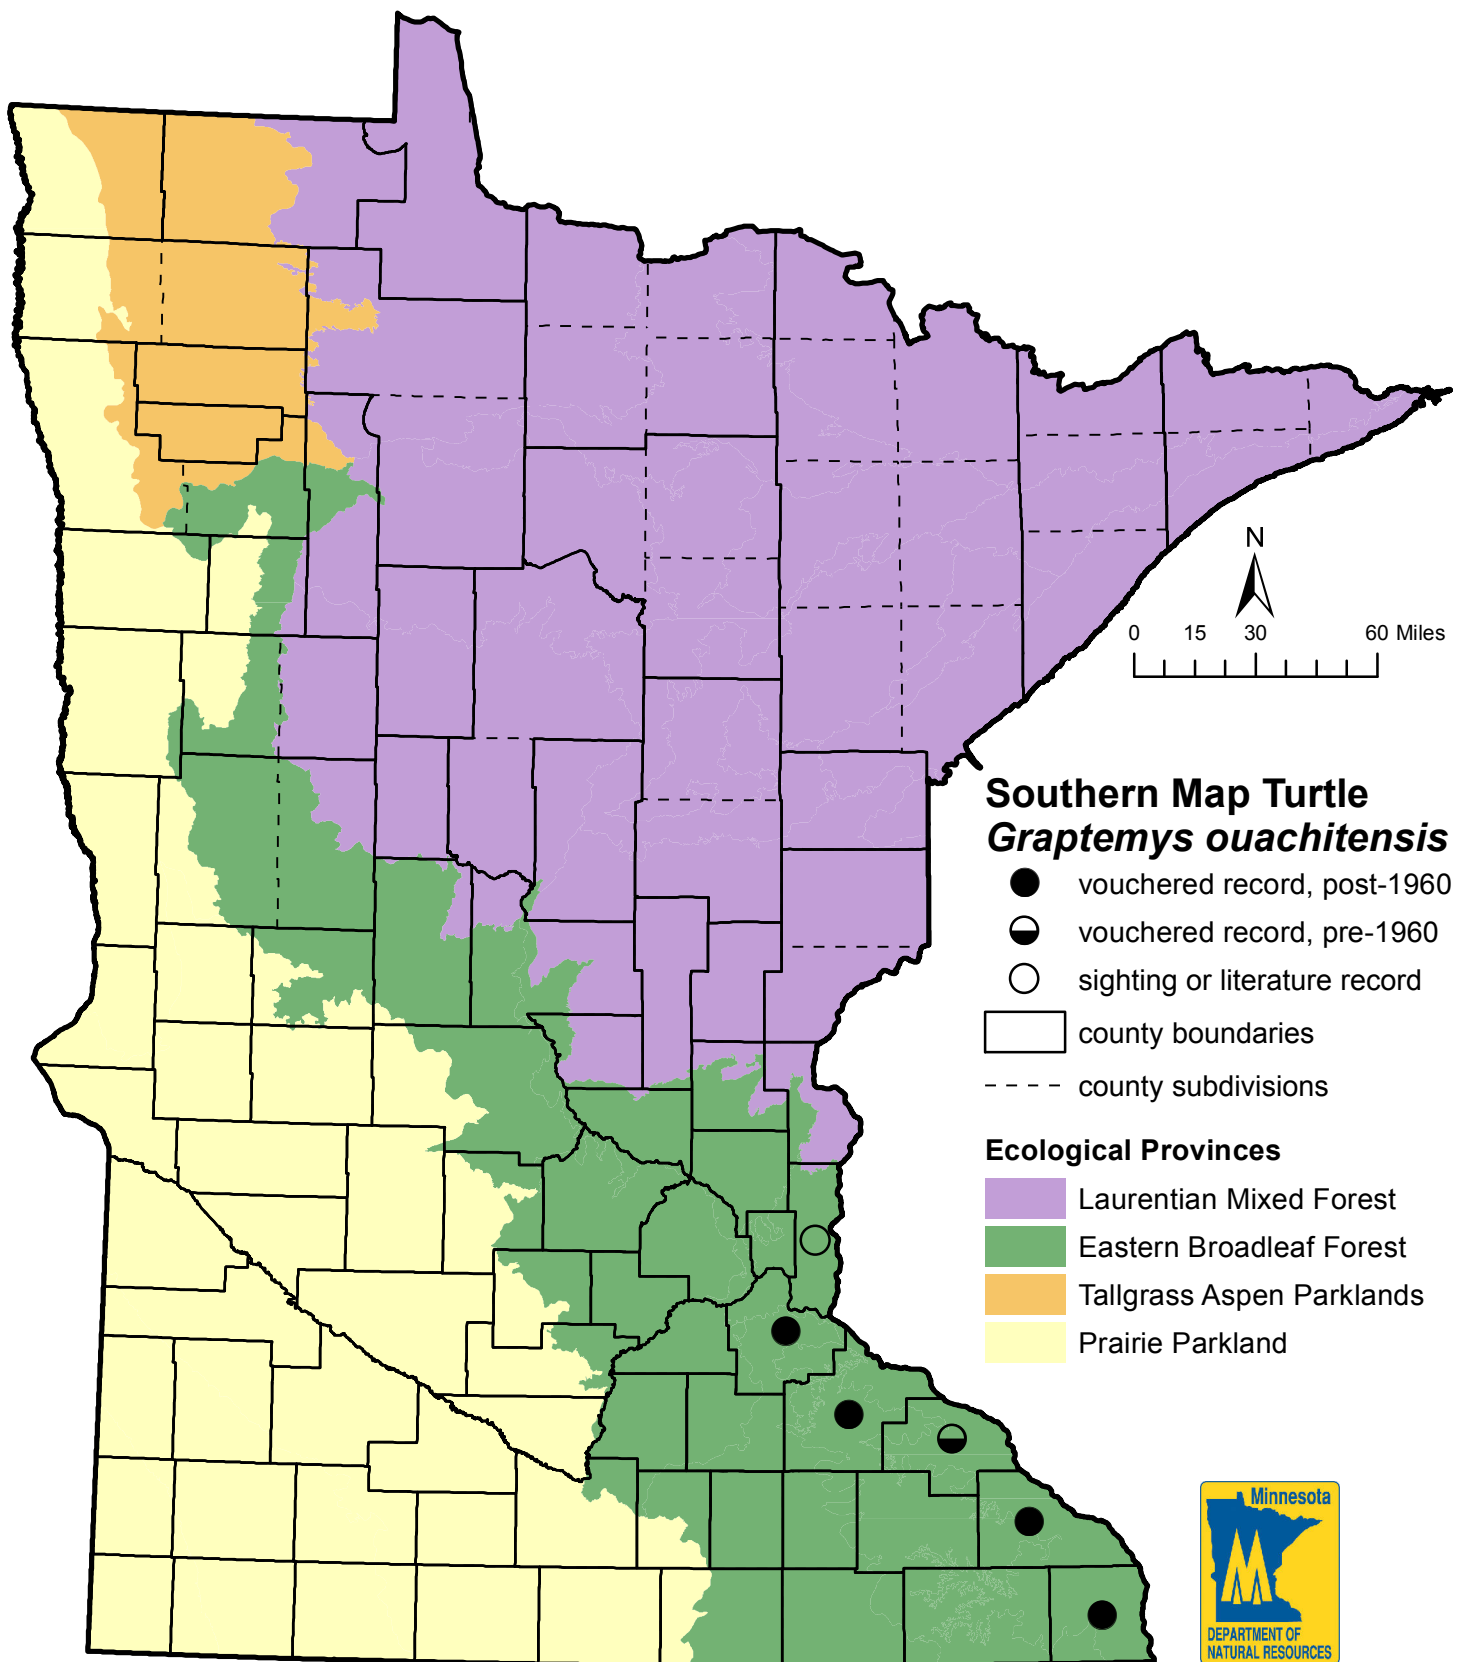 N
0 15 30 60 Miles
Southern Map Turtle
Graptemys ouachitensis
vouchered record, post-1960
vouchered record, pre-1960
sighting or literature record
county boundaries
county subdivisions
Ecological Provinces
Laurentian Mixed Forest
Eastern Broadleaf Forest
Tallgrass Aspen Parklands
Prairie Parkland
Minnesota
DEPARTMENT OF
NATURAL RESOURCES